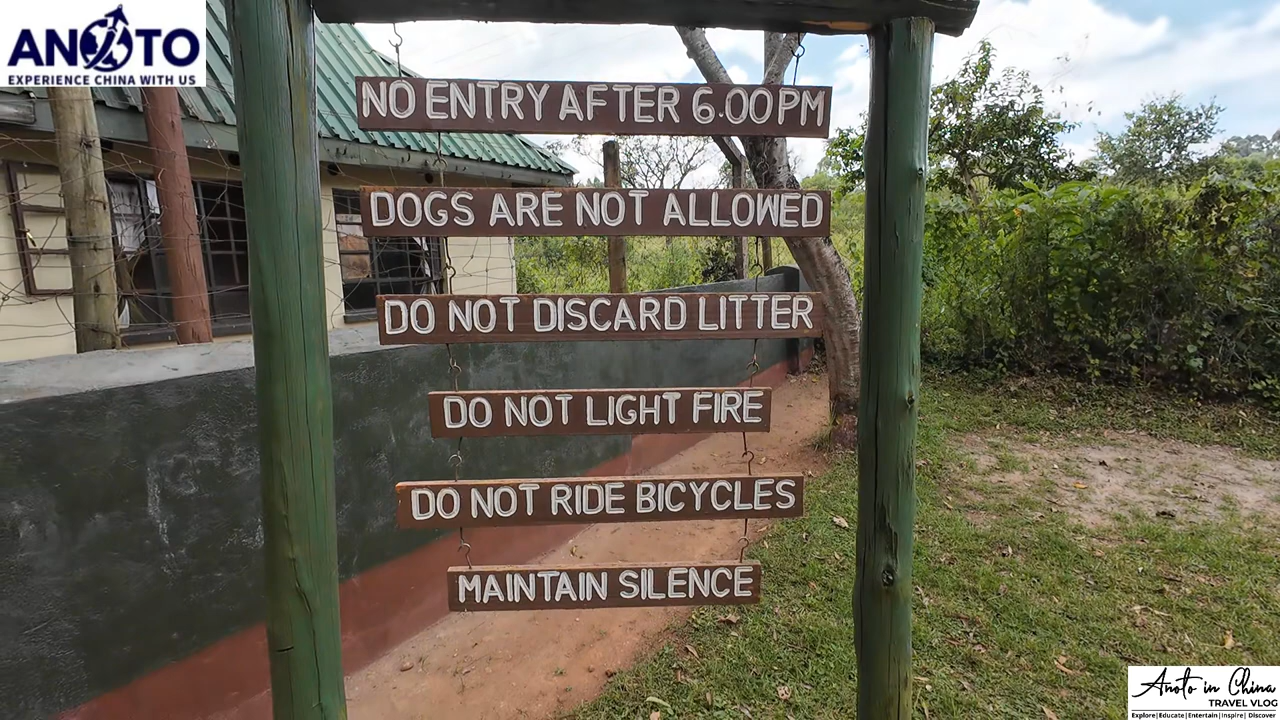 ANOTO
EXPERIENCE CHINA WITH US
NO ENTRY AFTER 6.00PM
DOGS ARE NOT ALLOWED
DO NOT DISCARD LITTER
DO NOT LIGHT FIRE
DO NOT RIDE BICYCLES
MAINTAIN SILENCE
Anoto in China
TRAVEL VLOG
Explore|Educate|Entertain|Inspire| Discover